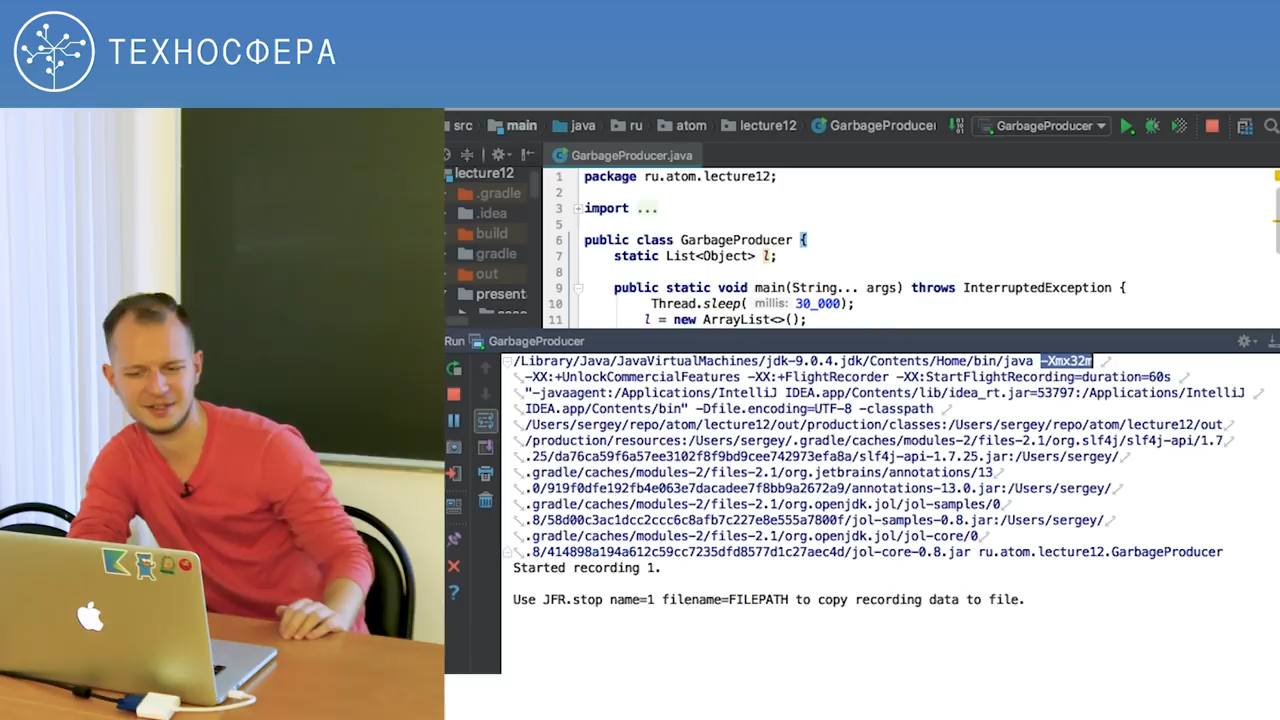 ТЕХНОСФЕРА
src main java ru atom lecture12 GarbageProducer GarbageProducer
GarbageProducer.java
lecture12
.gradle
.idea
build
gradle
out
present
1 package ru.atom.lecture12;
2
3 import ...
5
6 public class GarbageProducer {
7 static List<Object> l;
8
9 public static void main(String... args) throws InterruptedException {
10 Thread.sleep( millis: 30_000);
11 l = new ArrayList<>();
Run GarbageProducer
/Library/Java/JavaVirtualMachines/jdk-9.0.4.jdk/Contents/Home/bin/java -Xmx32m
-XX:+UnlockCommercialFeatures -XX:+FlightRecorder -XX:StartFlightRecording=duration=60s
"-javaagent:/Applications/IntelliJ IDEA.app/Contents/lib/idea_rt.jar=53797:/Applications/IntelliJ
IDEA.app/Contents/bin" -Dfile.encoding=UTF-8 -classpath
/Users/sergey/repo/atom/lecture12/out/production/classes:/Users/sergey/repo/atom/lecture12/out
/production/resources:/Users/sergey/.gradle/caches/modules-2/files-2.1/org.slf4j/slf4j-api/1.7
.25/da76ca59f6a57ee3102f8f9bd9cee742973efa8a/slf4j-api-1.7.25.jar:/Users/sergey/
.gradle/caches/modules-2/files-2.1/org.jetbrains/annotations/13
.0/919f0dfe192fb4e063e7dacadee7f8bb9a2672a9/annotations-13.0.jar:/Users/sergey/
.gradle/caches/modules-2/files-2.1/org.openjdk.jol/jol-samples/0
.8/58d00c3ac1dcc2ccc6c8afb7c227e8e555a7800f/jol-samples-0.8.jar:/Users/sergey/
.gradle/caches/modules-2/files-2.1/org.openjdk.jol/jol-core/0
.8/414898a194a612c59cc7235dfd8577d1c27aec4d/jol-core-0.8.jar ru.atom.lecture12.GarbageProducer
Started recording 1.
Use JFR.stop name=1 filename=FILEPATH to copy recording data to file.